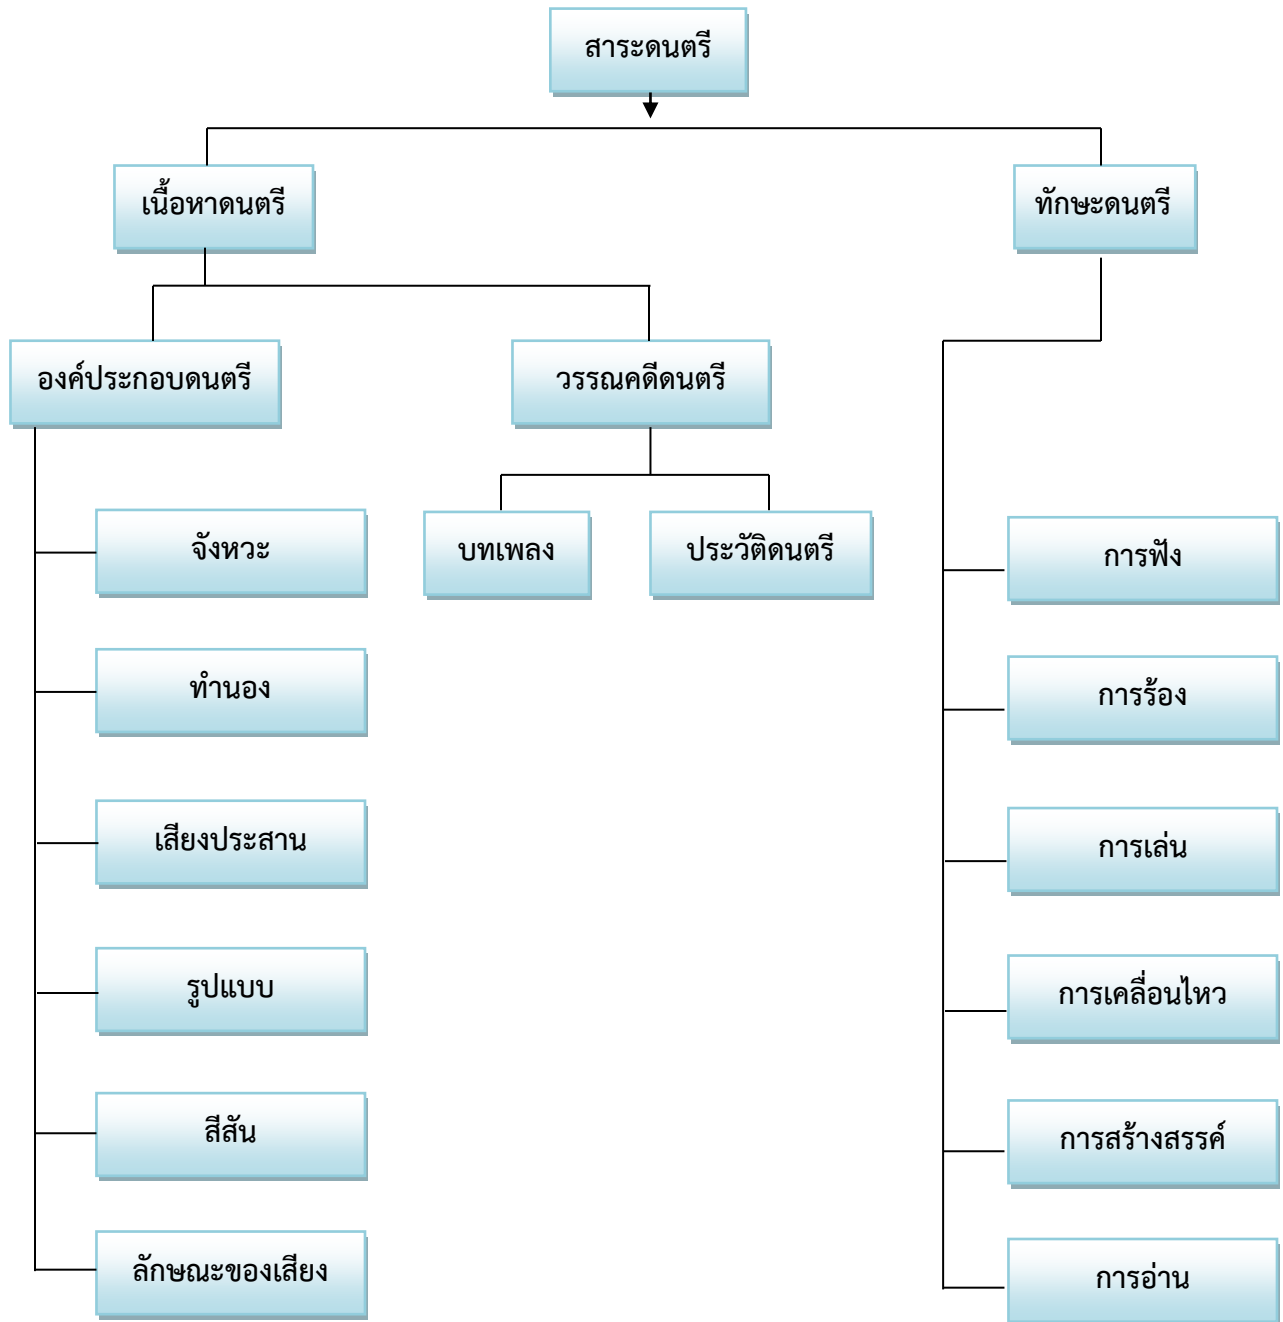 สาระดนตรี
เนื้อหาดนตรี
ทักษะดนตรี
องค์ประกอบดนตรี
วรรณคดีดนตรี
จังหวะ
บทเพลง
ประวัติดนตรี
การฟัง
ทำนอง
การร้อง
เสียงประสาน
การเล่น
รูปแบบ
การเคลื่อนไหว
สีสัน
การสร้างสรรค์
ลักษณะของเสียง
การอ่าน